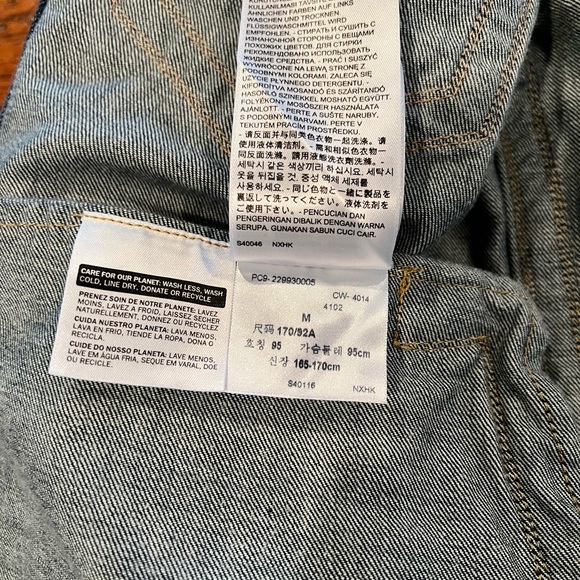 KURUTULMASI TAVSİYE
ÄHNLICHEN FARBEN AUF LINKS
WASCHEN UND TROCKNEN.
FLÜSSIGWASCHMITTEL WIRD
EMPFOHLEN. - СТИРАТЬ И СУШИТЬ С
ИЗНАНОЧНОЙ СТОРОНЫ С ВЕЩАМИ
ПОХОЖИХ ЦВЕТОВ. ДЛЯ СТИРКИ
РЕКОМЕНДОВАНО ИСПОЛЬЗОВАТЬ
ЖИДКИЕ СРЕДСТВА. - PRAĆ I SUSZYĆ
WYWRÓCONE NA LEWĄ STRONĘ Z
PODOBNYMI KOLORAMI. ZALECA SIĘ
UŻYCIE PŁYNNEGO DETERGENTU. -
KIFORDÍTVA MOSANDÓ ÉS SZÁRÍTANDÓ
HASONLÓ SZÍNEKKEL MOSHATÓ EGYÜTT.
FOLYÉKONY MOSÓSZER HASZNÁLATA
AJÁNLOTT. - PERTE A SUŠTE NARUBY,
S PODOBNÝMI BARVAMI. PERTE V
TEKUTÉM PRACÍM PROSTŘEDKU.
- 请反面并与同类色衣物一起洗涤。请
使用液体清洁剂。- 需和相似色衣物一
同反面洗滌。請用液態洗衣劑洗滌。-
세탁시 같은 색상끼리 하십시요. 세탁시
옷을 뒤집을 것. 중성 액체 세제를
사용하세요. - 同じ色物と一緒に製品を
裏返して洗ってください。液体洗剤を
ご使用下さい。- PENCUCIAN DAN
PENGERINGAN DIBALIK DENGAN WARNA
SERUPA. GUNAKAN SABUN CUCI CAIR.
S40046 NXHK
CARE FOR OUR PLANET: WASH LESS, WASH
COLD, LINE DRY, DONATE OR RECYCLE
PRENEZ SOIN DE NOTRE PLANETE: LAVEZ
MOINS, LAVEZ A FROID, LAISSEZ SECHER
NATURELLEMENT, DONNEZ OU RECYCLEZ
CUIDA NUESTRO PLANETA: LAVA MENOS,
LAVA EN FRIO, TIENDE LA ROPA, DONA O
RECICLA.
CUIDE DO NOSSO PLANETA: LAVE MENOS,
LAVE EM ÁGUA FRIA, SEQUE EM VARAL, DOE
OU RECICLE.
PC9- 229930005
CW- 4014
4102
M
尺码 170/92A
호칭 95 가슴둘레 95cm
신장 165-170cm
S40116 NXHK